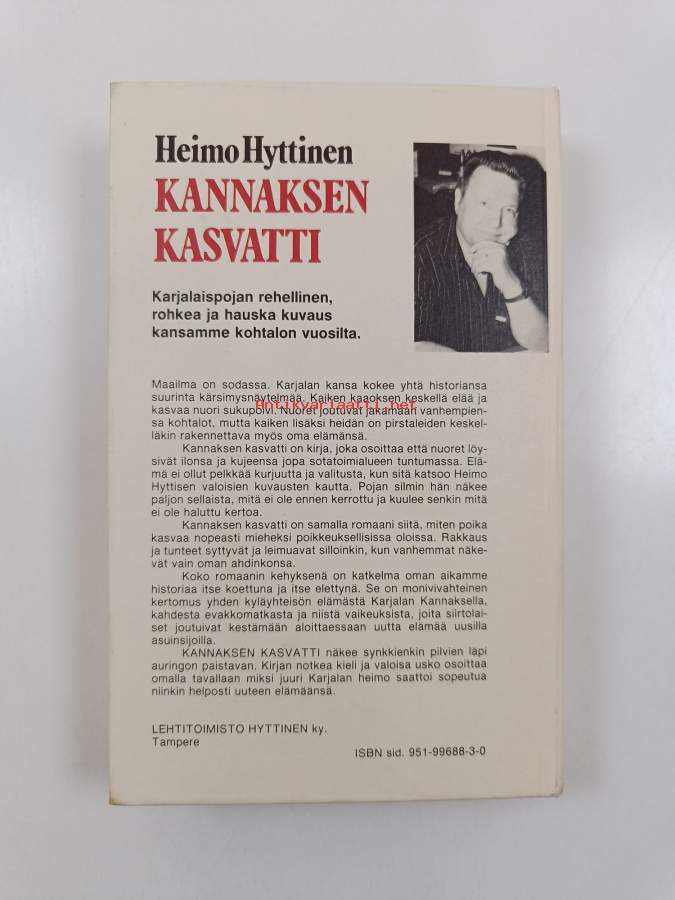 Heimo Hyttinen
KANNAKSEN
KASVATTI
Karjalaispojan rehellinen,
rohkea ja hauska kuvaus
kansamme kohtalon vuosilta.
Maailma on sodassa. Karjalan kansa kokee yhtä historiansa
suurinta kärsimysnäytelmää. Kaiken kaaoksen keskellä elää ja
Antikvariaatti.net
kasvaa nuori sukupolvi. Nuoret joutuvat jakamaan vanhempien-
sa kohtalot, mutta kaiken lisäksi heidän on pirstaleiden keskel-
läkin rakennettava myös oma elämänsä.
Kannaksen kasvatti on kirja, joka osoittaa että nuoret löy-
sivät ilonsa ja kujeensa jopa sotatoimialueen tuntumassa. Elä-
mä ei ollut pelkkää kurjuutta ja valitusta, kun sitä katsoo Heimo
Hyttisen valoisien kuvausten kautta. Pojan silmin hän näkee
paljon sellaista, mitä ei ole ennen kerrottu ja kuulee senkin mitä
ei ole haluttu kertoa.
Kannaksen kasvatti on samalla romaani siitä, miten poika
kasvaa nopeasti mieheksi poikkeuksellisissa oloissa. Rakkaus
ja tunteet syttyvät ja leimuavat silloinkin, kun vanhemmat näke-
vät vain oman ahdinkonsa.
Koko romaanin kehyksenä on katkelma oman aikamme
historiaa itse koettuna ja itse elettynä. Se on monivivahteinen
kertomus yhden kyläyhteisön elämästä Karjalan Kannaksella,
kahdesta evakkomatkasta ja niistä vaikeuksista, joita siirtolai-
set joutuivat kestämään aloittaessaan uutta elämää uusilla
asuinsijoilla.
KANNAKSEN KASVATTI näkee synkkienkin pilvien läpi
auringon paistavan. Kirjan notkea kieli ja valoisa usko osoittaa
omalla tavallaan miksi juuri Karjalan heimo saattoi sopeutua
niinkin helposti uuteen elämäänsä.
LEHTITOIMISTO HYTTINEN ky.
Tampere
ISBN sid. 951-99688-3-0